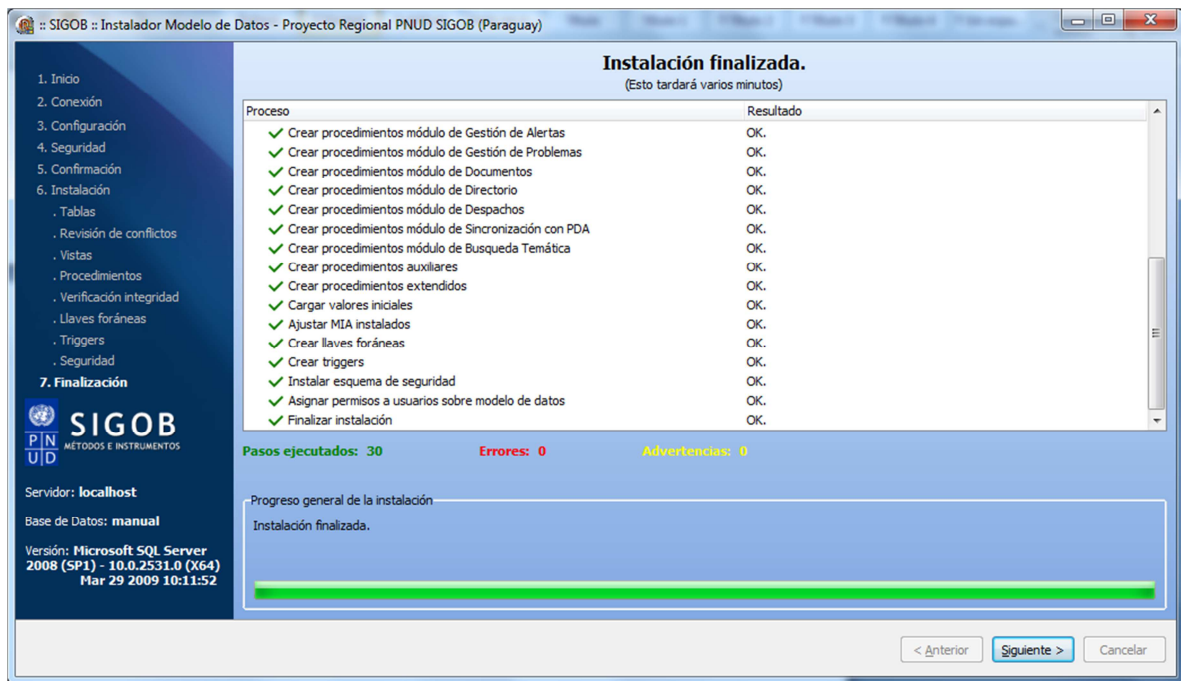 :: SIGOB :: Instalador Modelo de Datos - Proyecto Regional PNUD SIGOB (Paraguay)
1. Inicio
2. Conexión
3. Configuración
4. Seguridad
5. Confirmación
6. Instalación
. Tablas
. Revisión de conflictos
. Vistas
. Procedimientos
. Verificación integridad
. Llaves foráneas
. Triggers
. Seguridad
7. Finalización
P N
U D
SIGOB
MÉTODOS E INSTRUMENTOS
Servidor: localhost
Base de Datos: manual
Versión: Microsoft SQL Server
2008 (SP1) - 10.0.2531.0 (X64)
Mar 29 2009 10:11:52
Instalación finalizada.
(Esto tardará varios minutos)
Proceso Resultado
Crear procedimientos módulo de Gestión de Alertas OK.
Crear procedimientos módulo de Gestión de Problemas OK.
Crear procedimientos módulo de Documentos OK.
Crear procedimientos módulo de Directorio OK.
Crear procedimientos módulo de Despachos OK.
Crear procedimientos módulo de Sincronización con PDA OK.
Crear procedimientos módulo de Busqueda Temática OK.
Crear procedimientos auxiliares OK.
Crear procedimientos extendidos OK.
Cargar valores iniciales OK.
Ajustar MIA instalados OK.
Crear llaves foráneas OK.
Crear triggers OK.
Instalar esquema de seguridad OK.
Asignar permisos a usuarios sobre modelo de datos OK.
Finalizar instalación OK.
Pasos ejecutados: 30 Errores: 0 Advertencias: 0
Progreso general de la instalación
Instalación finalizada.
< Anterior Siguiente > Cancelar